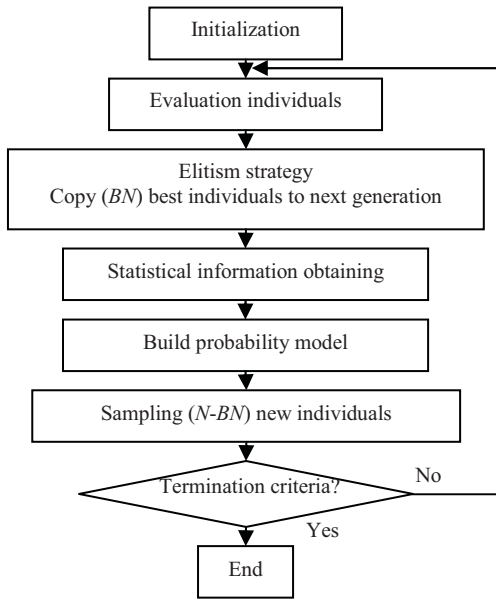 Initialization
Evaluation individuals
Elitism strategy
Copy (BN) best individuals to next generation
Statistical information obtaining
Build probability model
Sampling (N-BN) new individuals
Termination criteria?
No
Yes
End